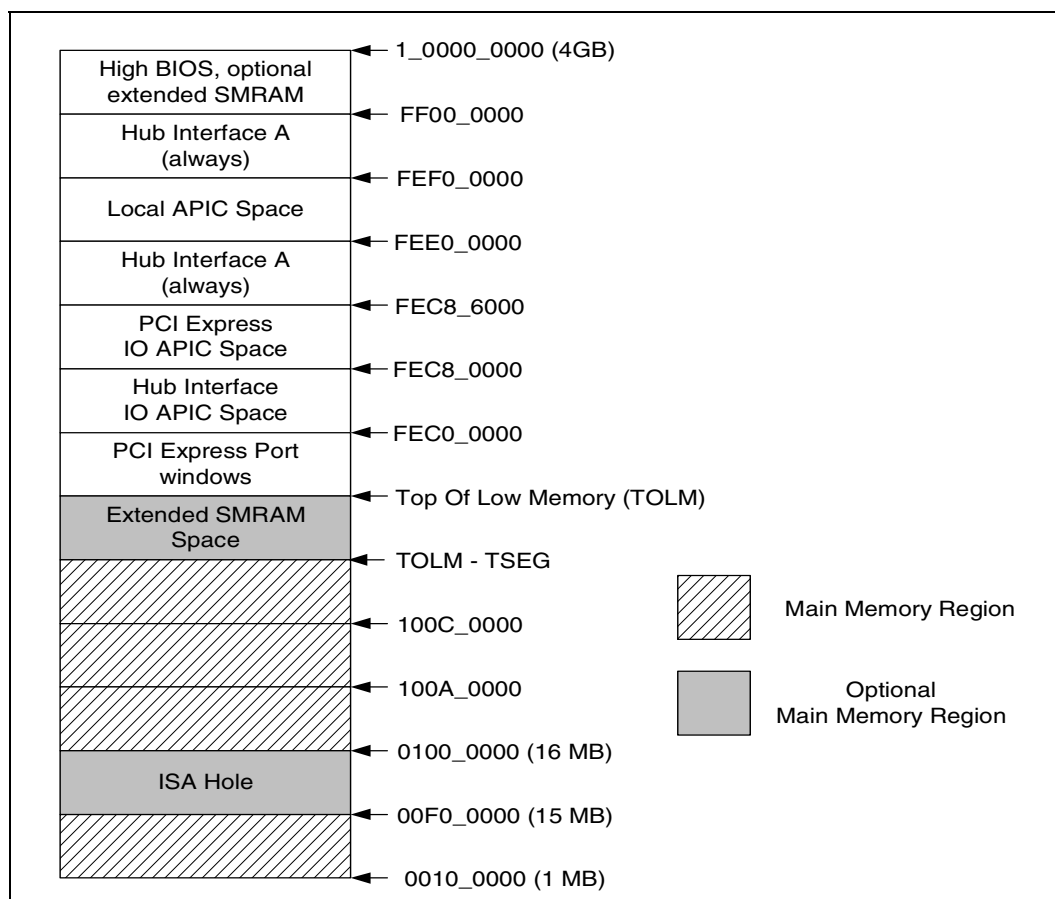 1_0000_0000 (4GB)
High BIOS, optional
extended SMRAM
FF00_0000
Hub Interface A
(always)
FEF0_0000
Local APIC Space
FEE0_0000
Hub Interface A
(always)
FEC8_6000
PCI Express
IO APIC Space
FEC8_0000
Hub Interface
IO APIC Space
FEC0_0000
PCI Express Port
windows
Top Of Low Memory (TOLM)
Extended SMRAM
Space
TOLM - TSEG
100C_0000
100A_0000
0100_0000 (16 MB)
ISA Hole
00F0_0000 (15 MB)
0010_0000 (1 MB)
Main Memory Region
Optional
Main Memory Region